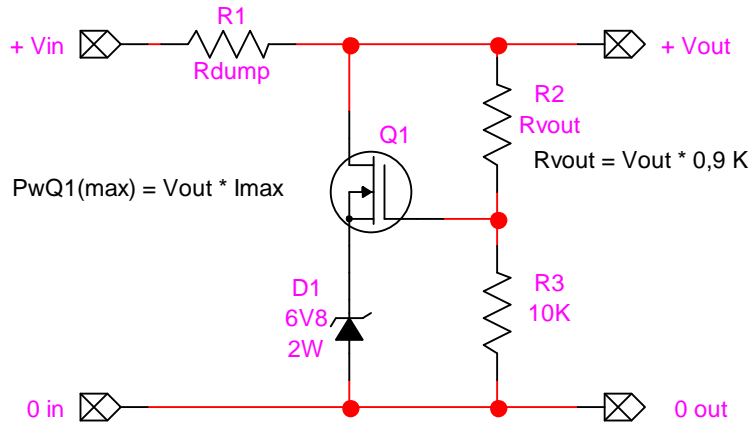 R1
+ Vin
+ Vout
Rdump
R2
Rvout
Q1
Rvout = Vout * 0,9 K
PwQ1(max) = Vout * Imax
D1
6V8
2W
R3
10K
0 in
0 out